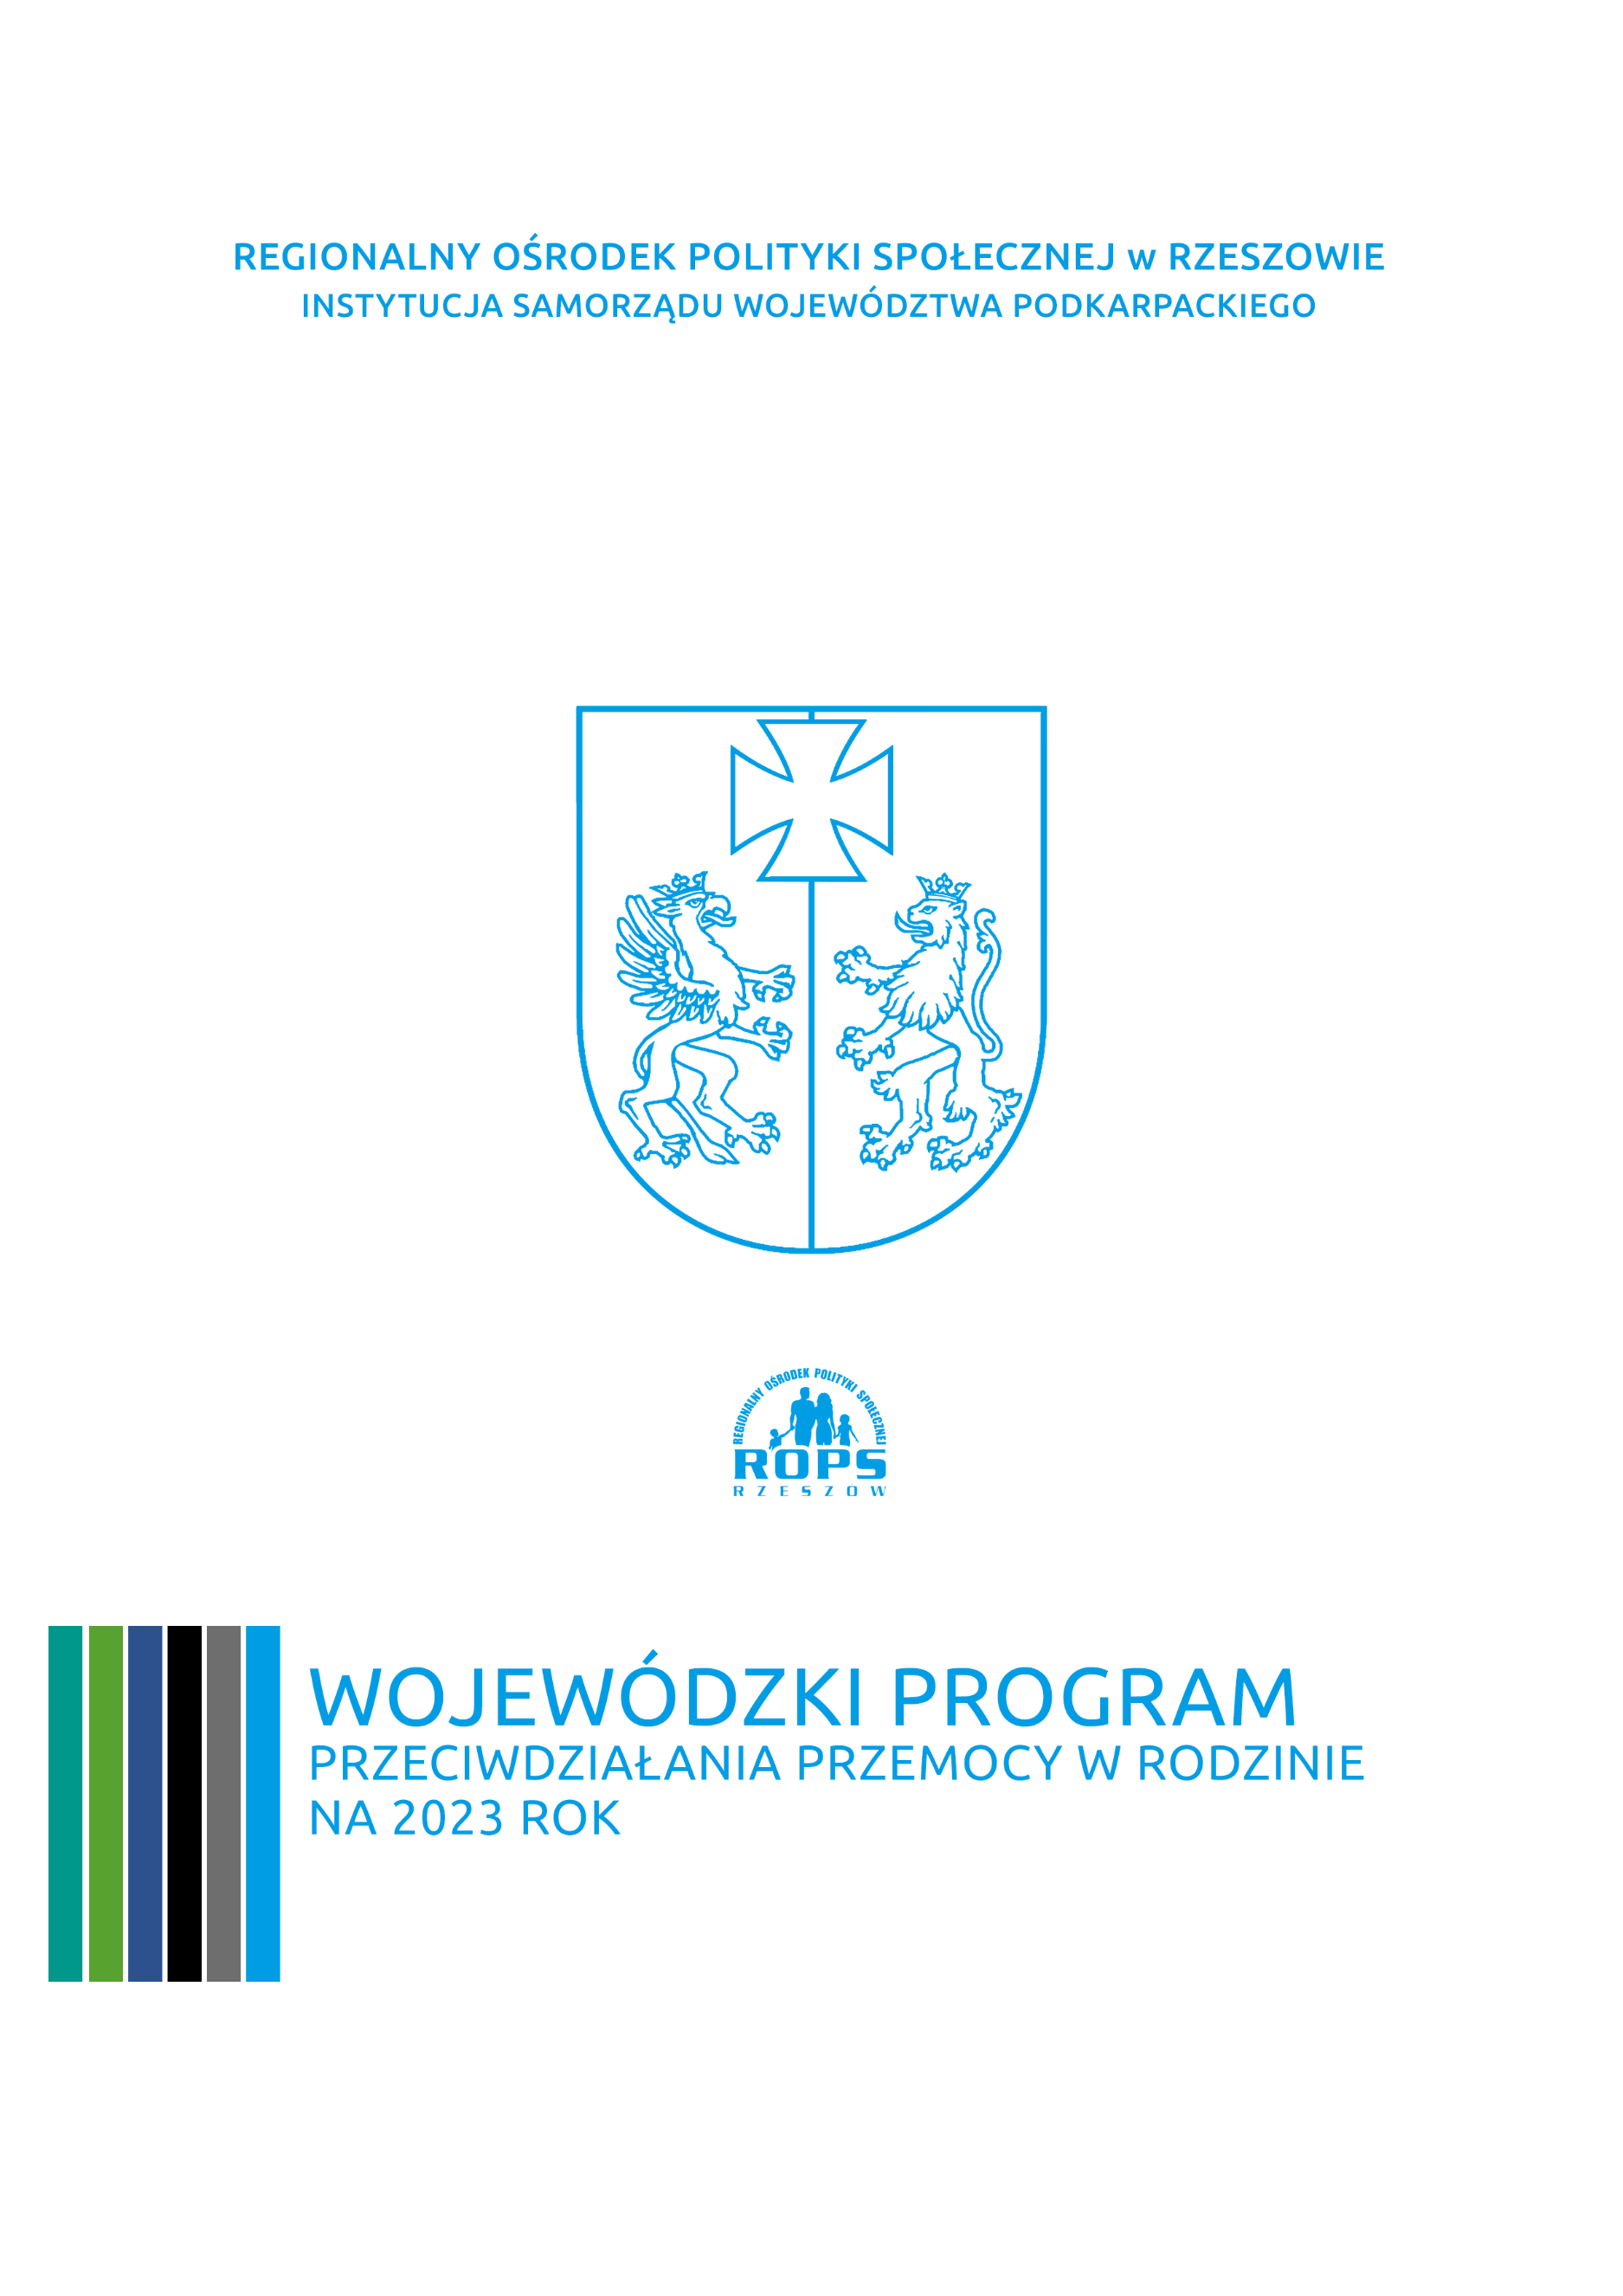 REGIONALNY OŚRODEK POLITYKI SPOŁECZNEJ w RZESZOWIE
INSTYTUCJA SAMORZĄDU WOJEWÓDZTWA PODKARPACKIEGO
REGIONALNY OŚRODEK POLITYKI SPOŁECZNEJ
ROPS
RZESZÓW
WOJEWÓDZKI PROGRAM
PRZECIWDZIAŁANIA PRZEMOCY W RODZINIE
NA 2023 ROK